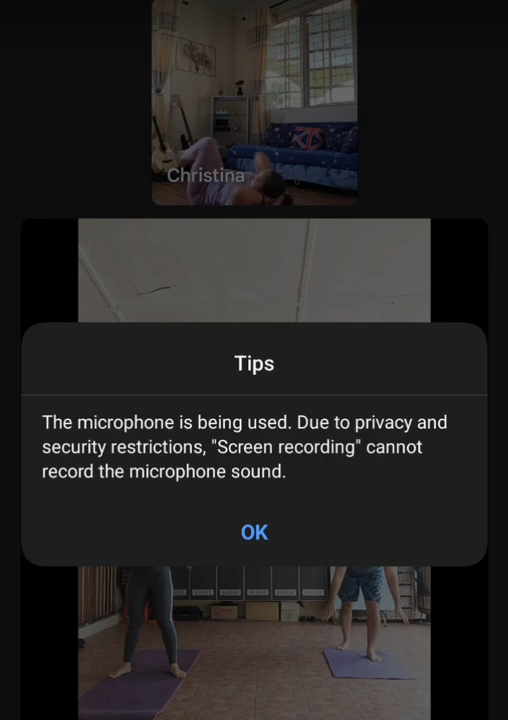 Christina
Tips
The microphone is being used. Due to privacy and
security restrictions, "Screen recording" cannot
record the microphone sound.
OK